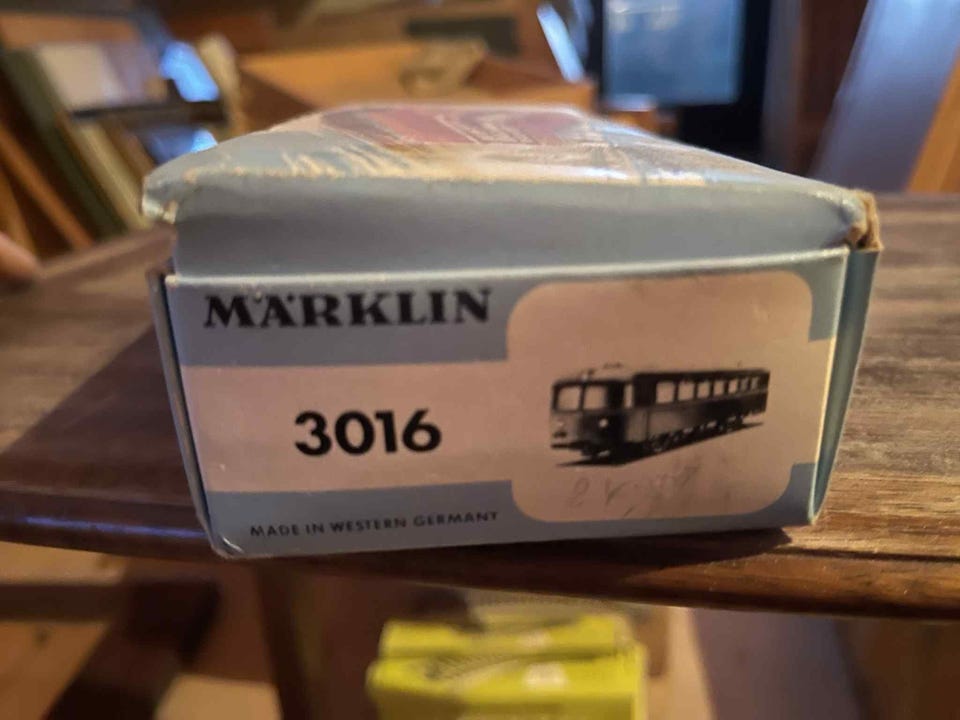 MÄRKLIN
3016
MADE IN WESTERN GERMANY